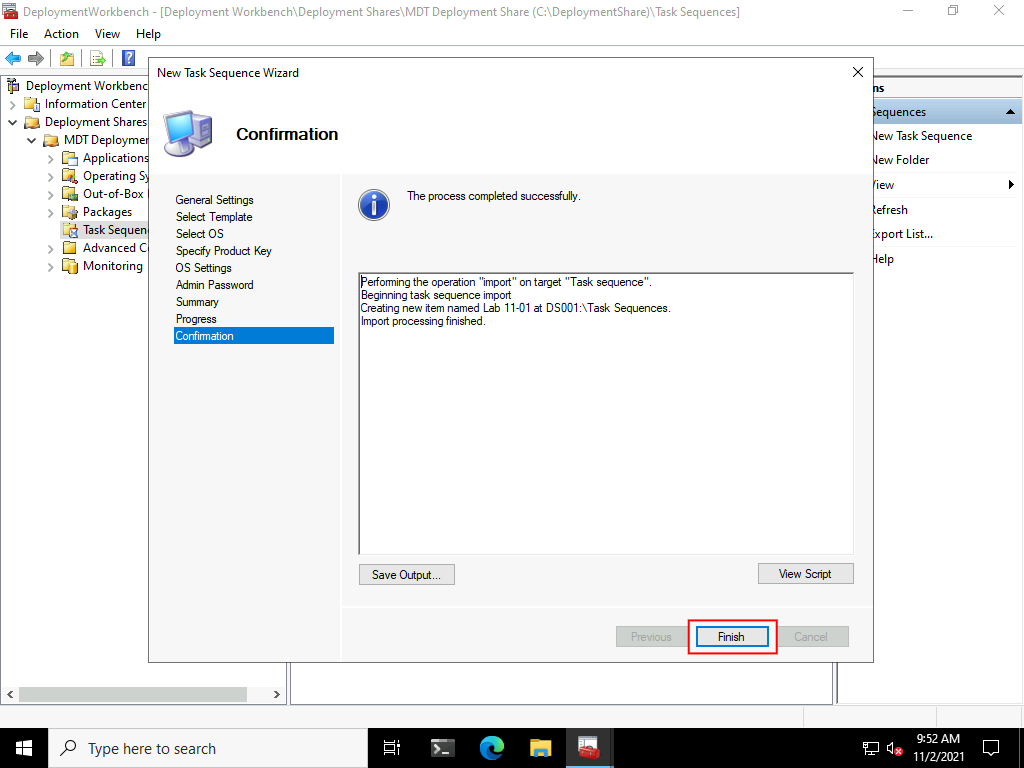 DeploymentWorkbench - [Deployment Workbench\Deployment Shares\MDT Deployment Share (C:\DeploymentShare)\Task Sequences]
File Action View Help
New Task Sequence Wizard
Deployment Workbenc
Information Center
Deployment Shares
MDT Deploymer
Applications
Operating Sy
Out-of-Box
Packages
Task Sequen
Advanced Co
Monitoring
Confirmation
General Settings
Select Template
Select OS
Specify Product Key
OS Settings
Admin Password
Summary
Progress
Confirmation
The process completed successfully.
Performing the operation "import" on target "Task sequence".
Beginning task sequence import
Creating new item named Lab 11-01 at DS001:\Task Sequences.
Import processing finished.
Save Output...
View Script
Previous
Finish
Cancel
ns
Sequences
New Task Sequence
New Folder
View
Refresh
Export List...
Help
Type here to search
9:52 AM
11/2/2021